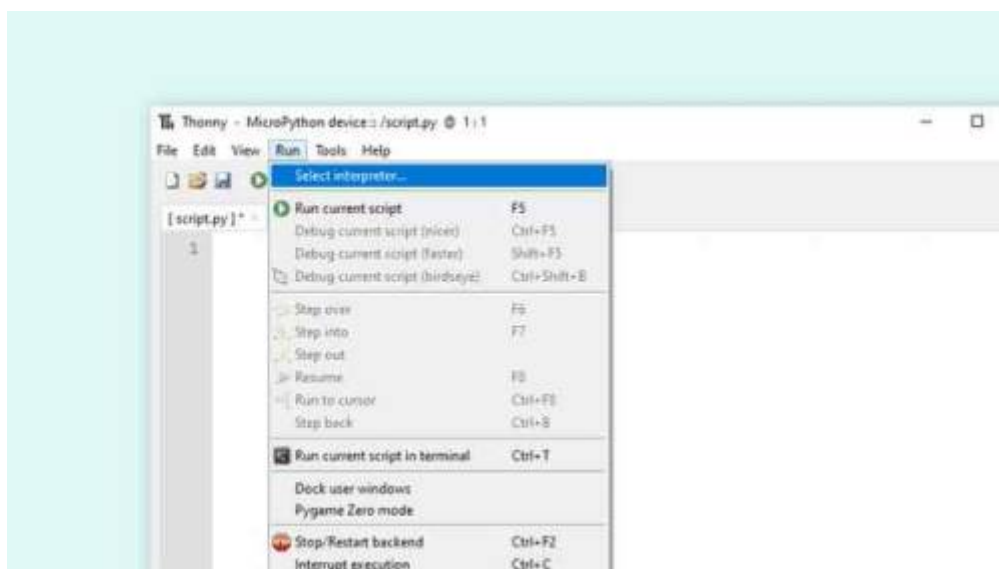 Thonny - MicroPython device :: /script.py @ 1 : 1
File Edit View Run Tools Help
Select interpreter...
[ script.py ] *
Run current script F5
1
Debug current script (nicer) Ctrl+F5
Debug current script (faster) Shift+F5
Debug current script (birdseye) Ctrl+Shift+B
Step over F6
Step into F7
Step out
Resume F8
Run to cursor Ctrl+F8
Step back Ctrl+B
Run current script in terminal Ctrl+T
Dock user windows
Pygame Zero mode
Stop/Restart backend Ctrl+F2
Interrupt execution Ctrl+C